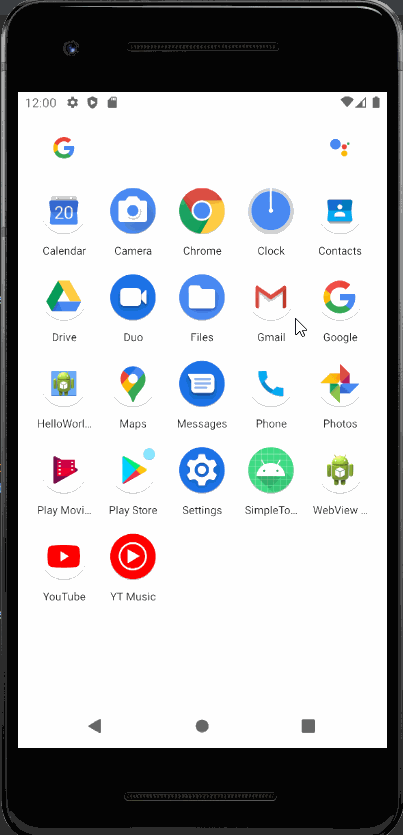 12:00
20
Calendar Camera Chrome Clock Contacts
Drive Duo Files Gmail Google
HelloWorl... Maps Messages Phone Photos
Play Movi... Play Store Settings SimpleTo... WebView ...
YouTube YT Music